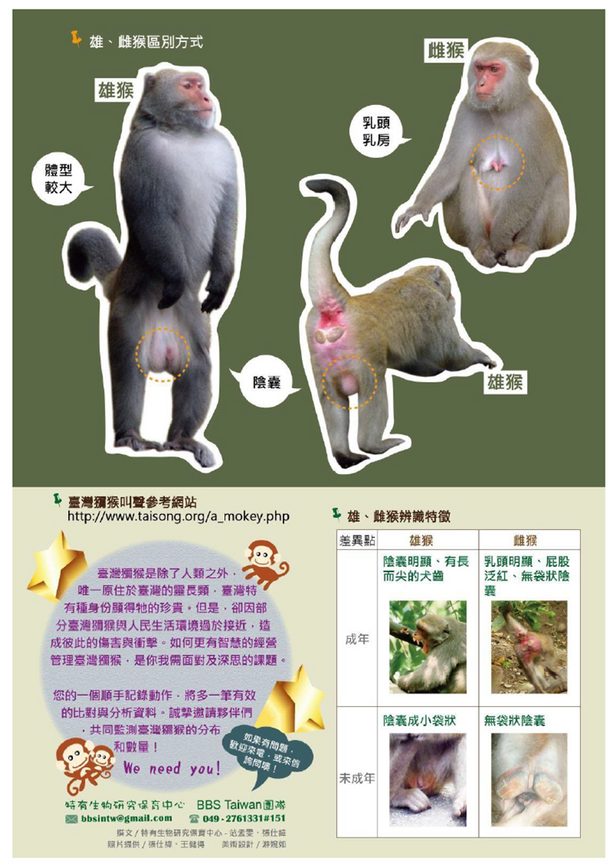 雄、雌猴區別方式
雄猴
雌猴
乳頭
乳房
體型
較大
陰囊
雄猴
臺灣獼猴叫聲參考網站
http://www.taisong.org/a_mokey.php
臺灣獼猴是除了人類之外，
唯一原住於臺灣的靈長類，臺灣特
有種身份顯得牠的珍貴。但是，卻因部
分臺灣獼猴與人民生活環境過於接近，造
成彼此的傷害與衝擊。如何更有智慧的經營
管理臺灣獼猴，是你我需面對及深思的課題。
您的一個順手記錄動作，將多一筆有效
的比對與分析資料。誠摯邀請夥伴們
，共同監測臺灣獼猴的分布
和數量！
We need you!
如果有問題，
歡迎來電、或來信
詢問喔！
特有生物研究保育中心 BBS Taiwan團隊
bbsintw@gmail.com 049-2761331#151
撰文／特有生物研究保育中心-范孟雯、張仕緯
照片提供／張仕緯、王健得 美術設計／游婉如
雄、雌猴辨識特徵
差異點 雄猴 雌猴
成年
陰囊明顯、有長
而尖的犬齒
乳頭明顯、屁股
泛紅、無袋狀陰
囊
未成年
陰囊成小袋狀
無袋狀陰囊